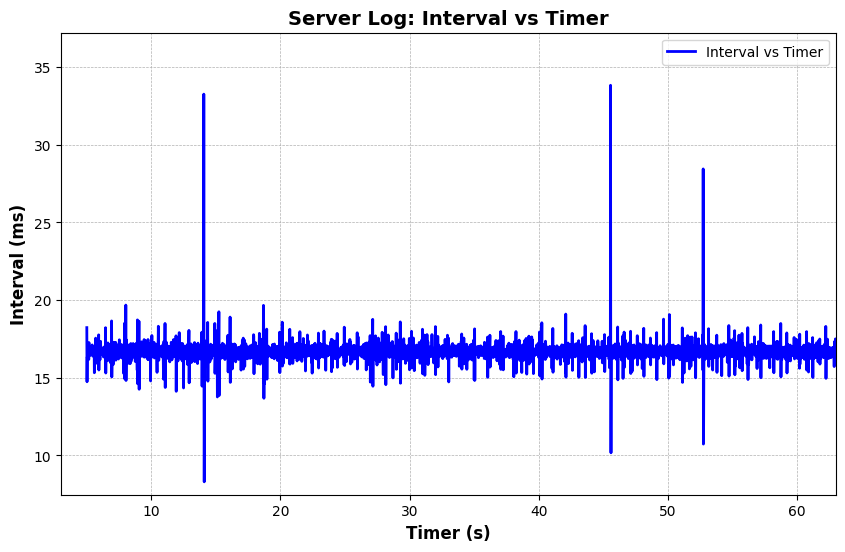 Server Log: Interval vs Timer
Interval vs Timer
35
30
25
20
15
10
Interval (ms)
10 20 30 40 50 60
Timer (s)